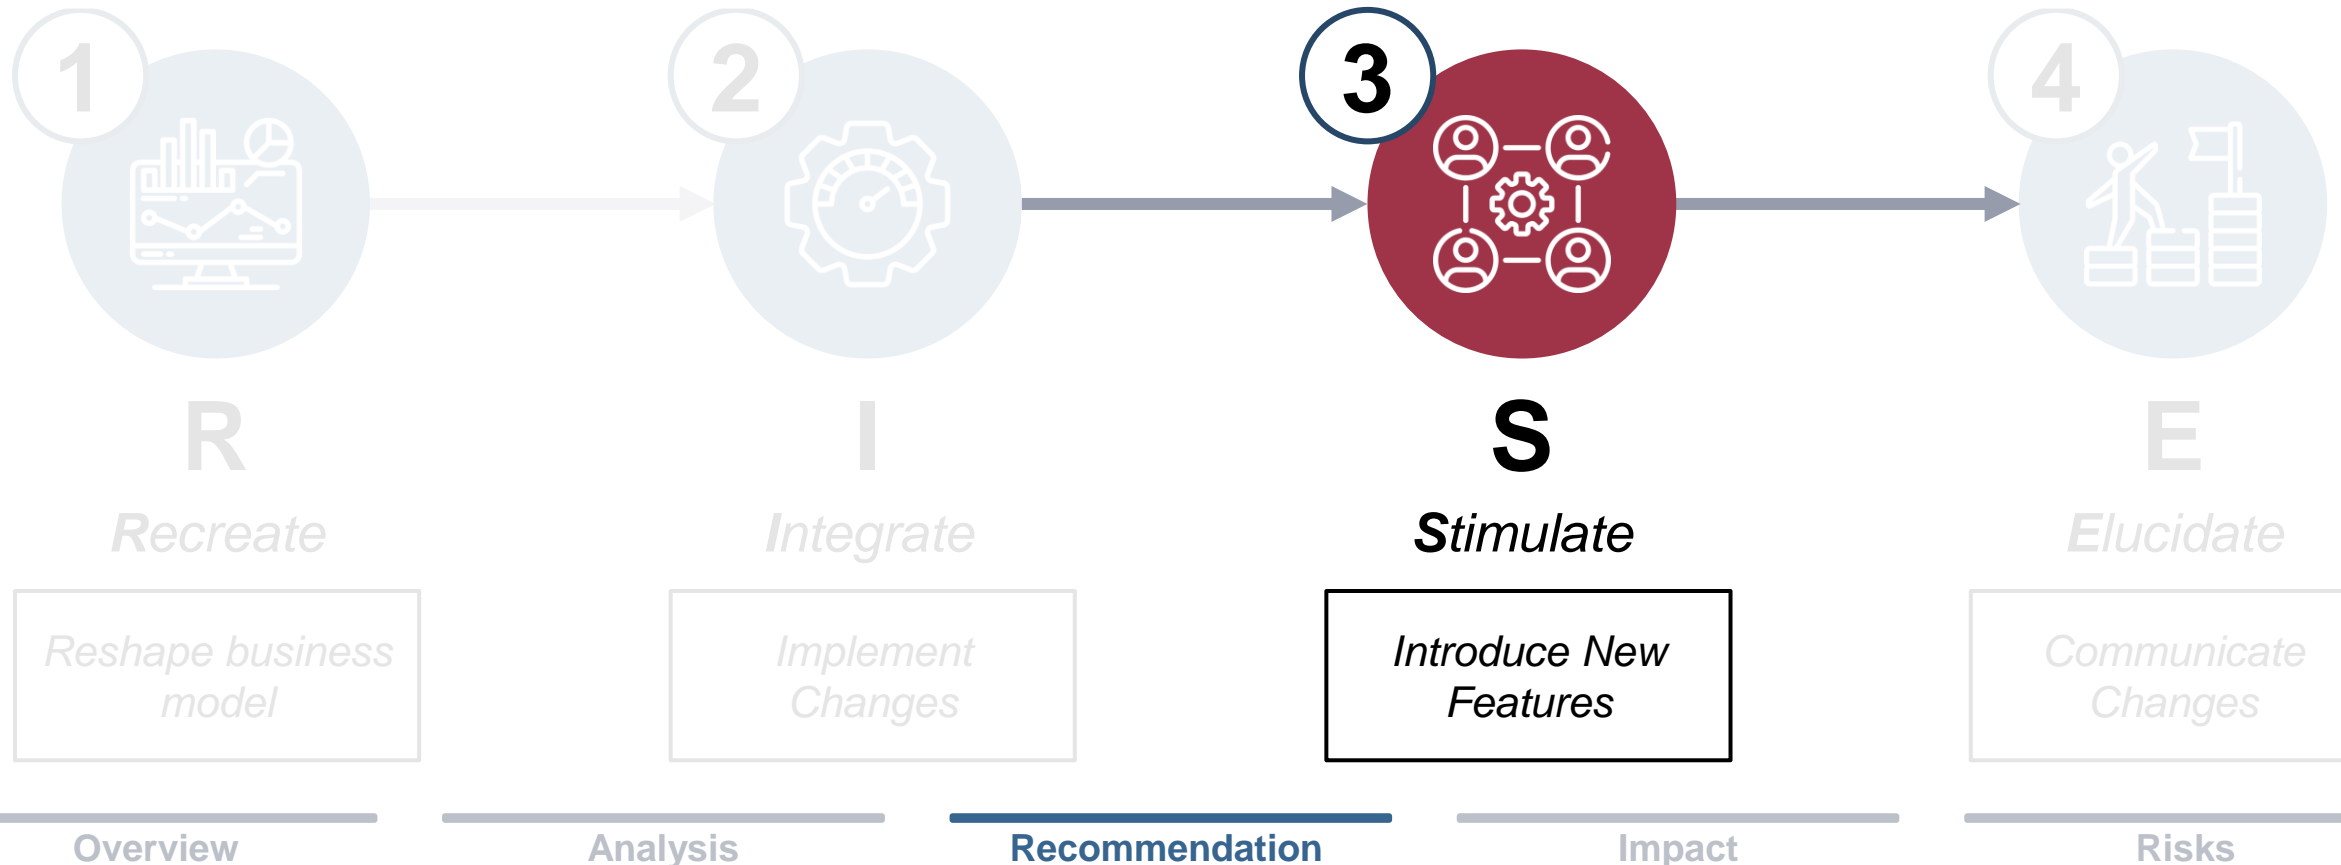 1
2
3
4
R
I
S
E
Recreate
Integrate
Stimulate
Elucidate
Reshape business
model
Implement
Changes
Introduce New
Features
Communicate
Changes
Overview
Analysis
Recommendation
Impact
Risks